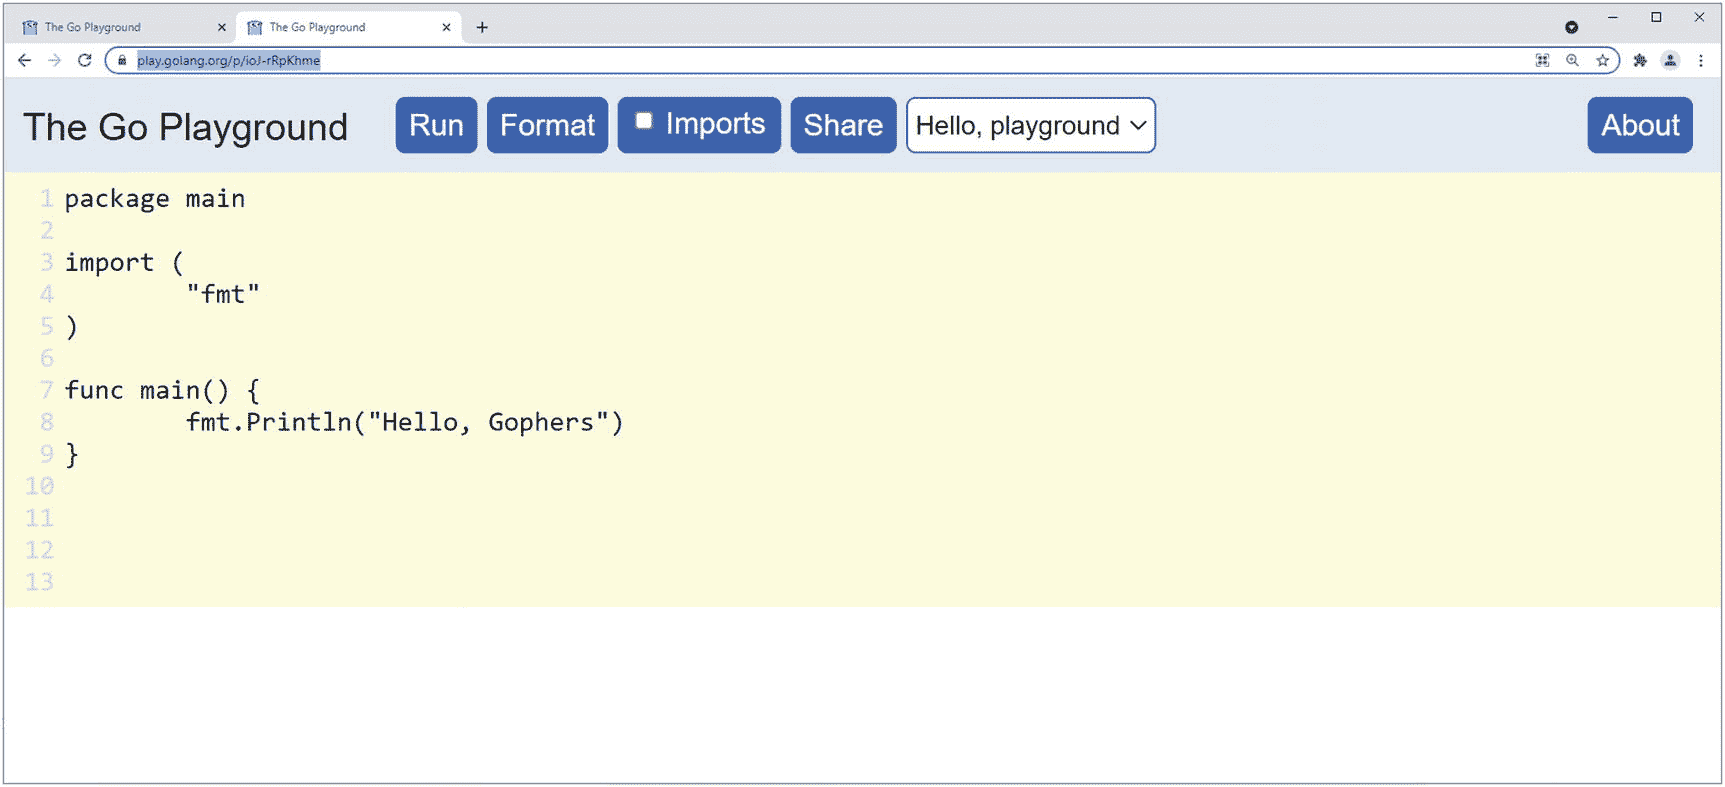 The Go Playground
The Go Playground
play.golang.org/p/ioJ-rRpKhme
The Go Playground Run Format Imports Share Hello, playground About
1 package main
2
3 import (
4 "fmt"
5 )
6
7 func main() {
8 fmt.Println("Hello, Gophers")
9 }
10
11
12
13